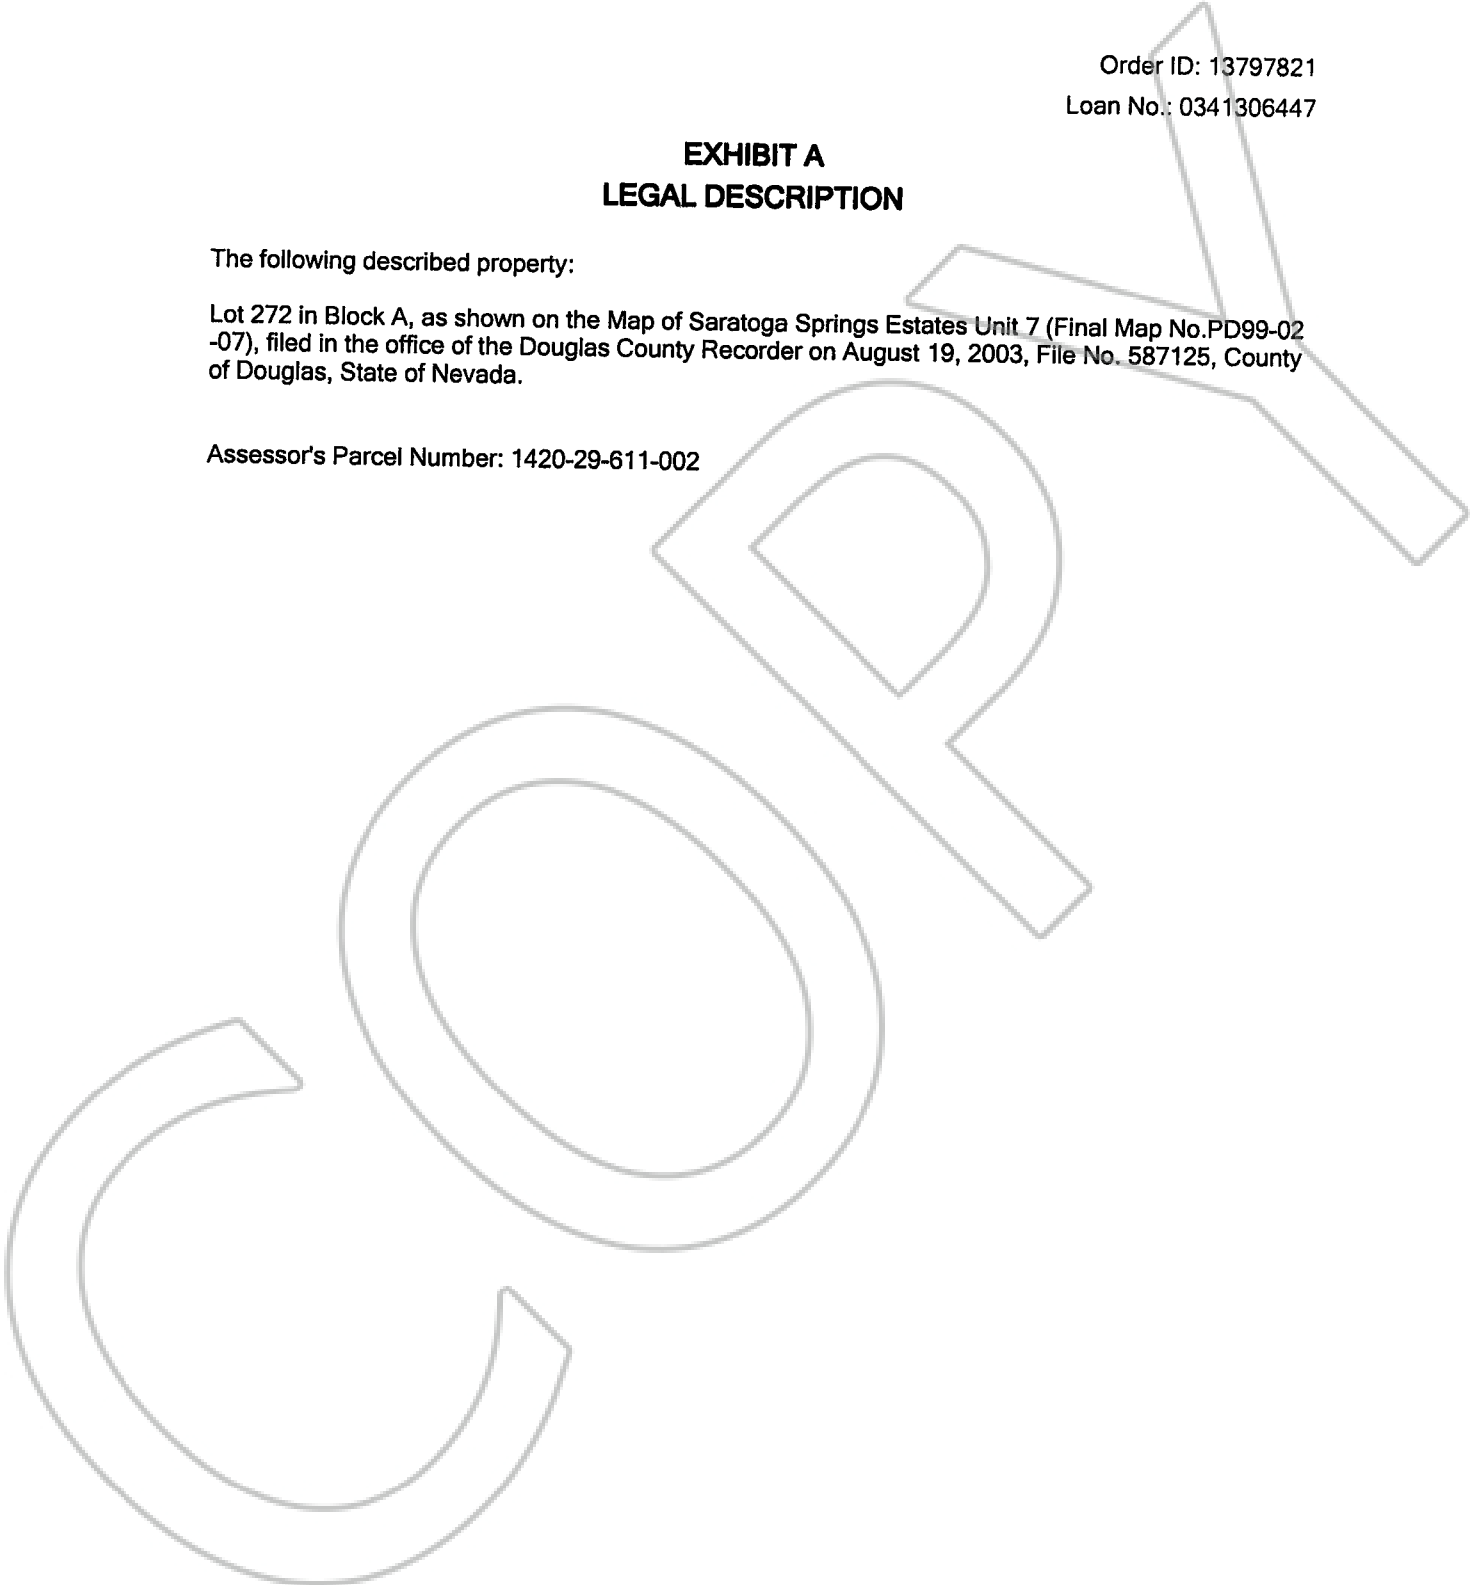 Order ID: 13797821
Loan No.: 0341306447
EXHIBIT A
LEGAL DESCRIPTION
The following described property:
Lot 272 in Block A, as shown on the Map of Saratoga Springs Estates Unit 7 (Final Map No.PD99-02
-07), filed in the office of the Douglas County Recorder on August 19, 2003, File No. 587125, County
of Douglas, State of Nevada.
Assessor's Parcel Number: 1420-29-611-002
COPY